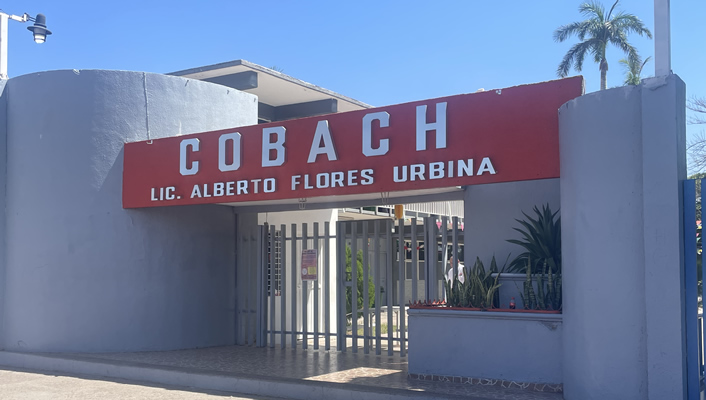 COBACH
LIC. ALBERTO FLORES URBINA